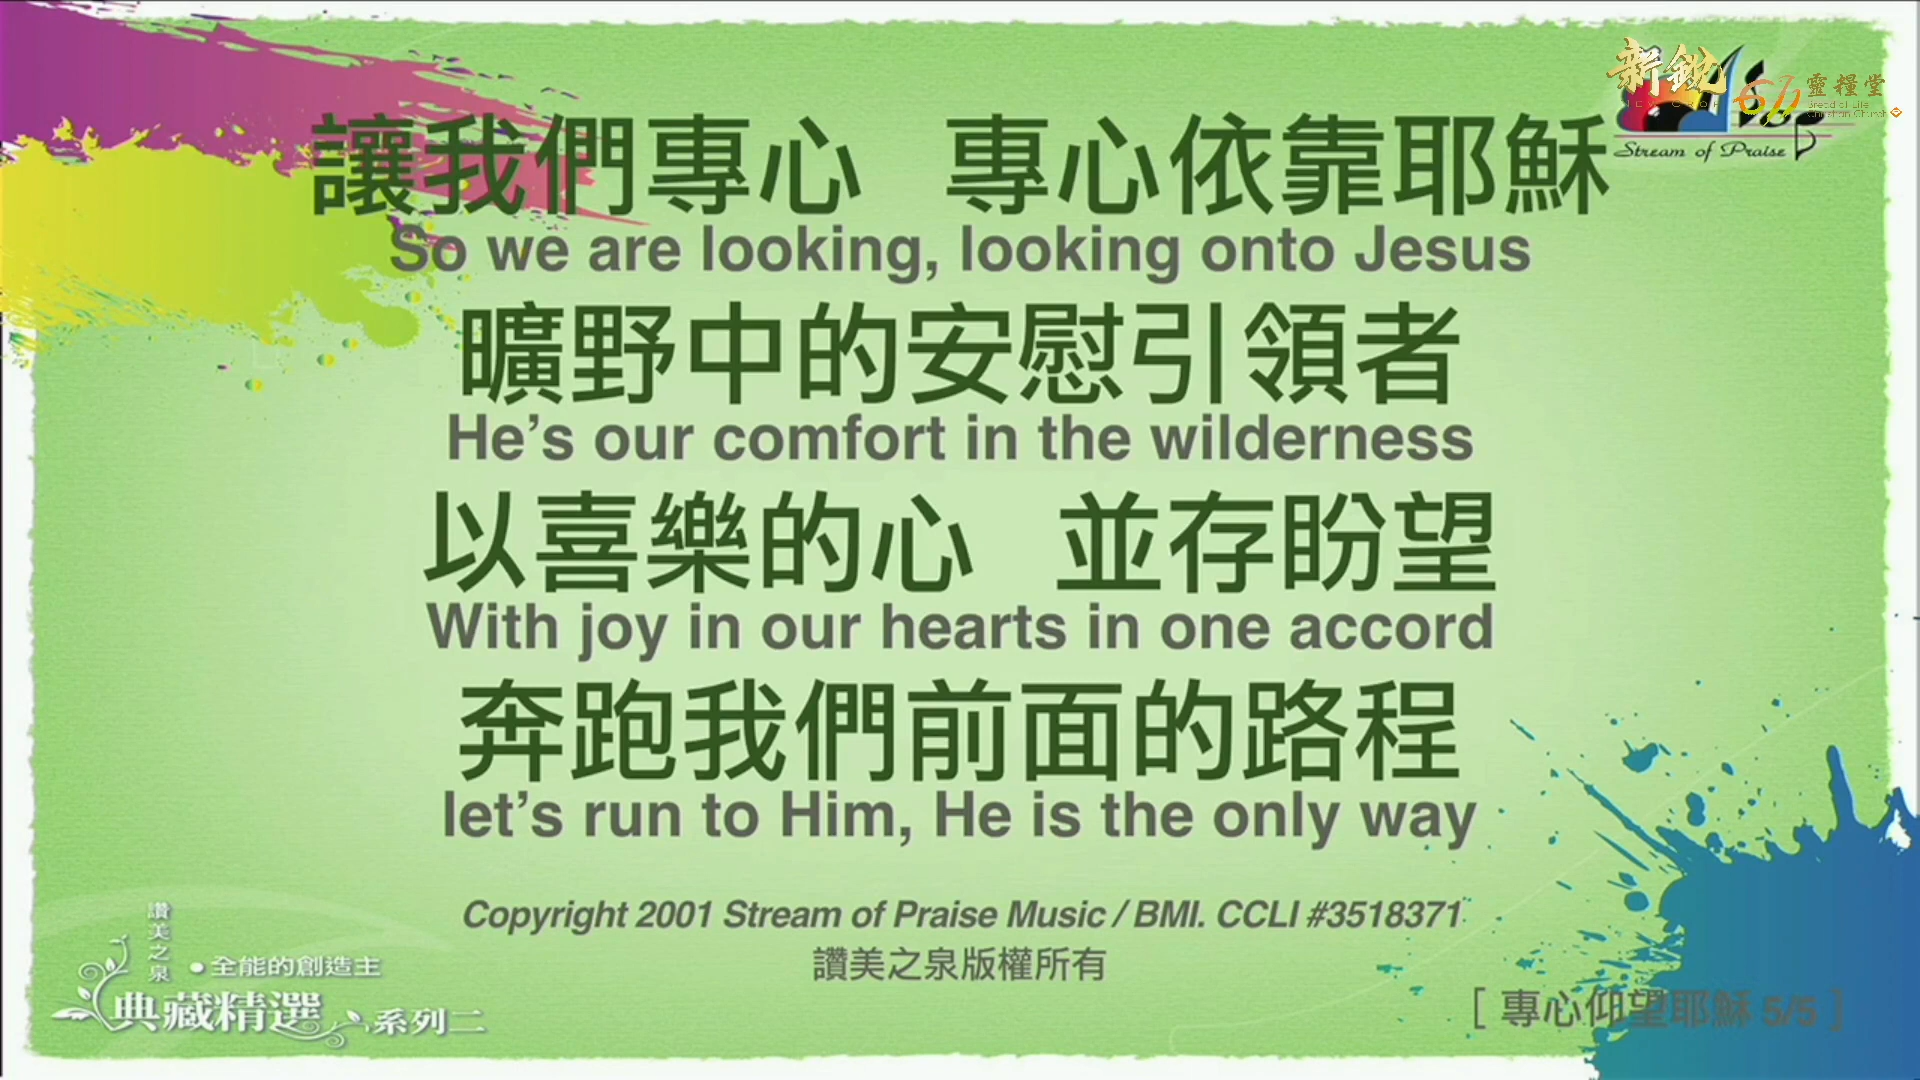 新銳
611 靈糧堂
Bread of Life
Christian Church
Stream of Praise
讓我們專心 專心依靠耶穌
So we are looking, looking onto Jesus
曠野中的安慰引領者
He’s our comfort in the wilderness
以喜樂的心 並存盼望
With joy in our hearts in one accord
奔跑我們前面的路程
let’s run to Him, He is the only way
Copyright 2001 Stream of Praise Music / BMI. CCLI #3518371
讚美之泉版權所有
讚美之泉
●全能的創造主
典藏精選 系列二
[ 專心仰望耶穌 5/5 ]